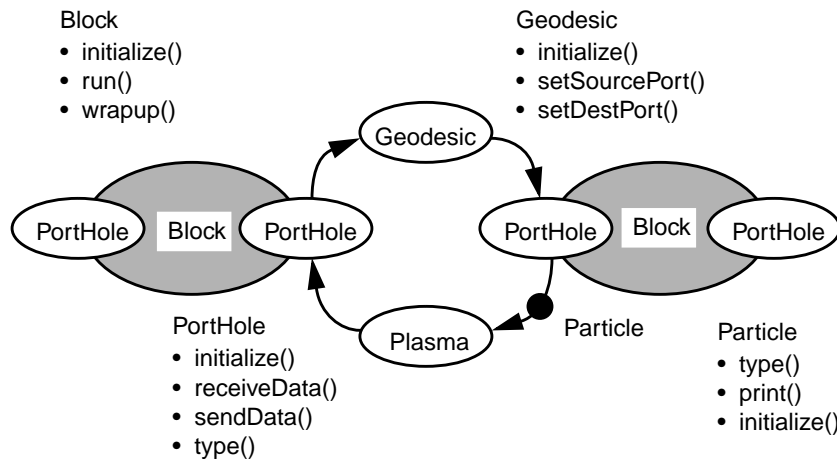 Block
• initialize()
• run()
• wrapup()
Geodesic
• initialize()
• setSourcePort()
• setDestPort()
Geodesic
PortHole
Block
PortHole
PortHole
Block
PortHole
Plasma
Particle
PortHole
• initialize()
• receiveData()
• sendData()
• type()
Particle
• type()
• print()
• initialize()